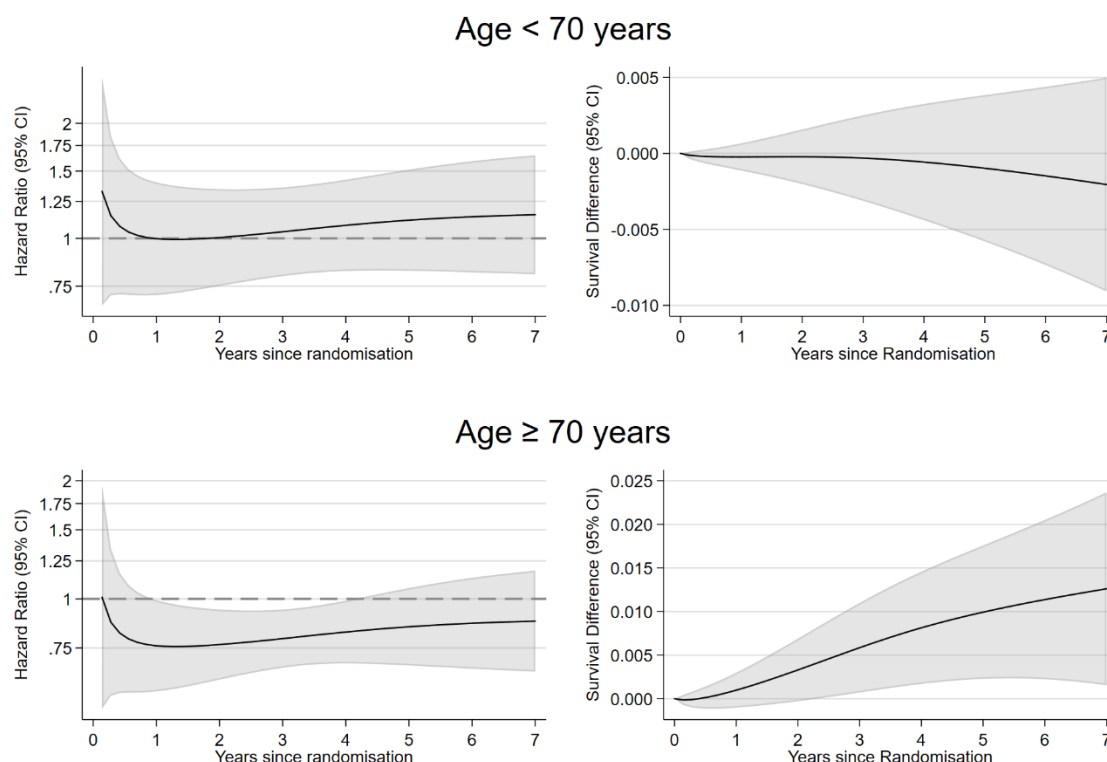 Age < 70 years
Hazard Ratio (95% CI)
2
1.75
1.5
1.25
1
.75
0 1 2 3 4 5 6 7
Years since randomisation
Survival Difference (95% CI)
0.005
0.000
-0.005
-0.010
0 1 2 3 4 5 6 7
Years since Randomisation
Age ≥ 70 years
Hazard Ratio (95% CI)
2
1.75
1.5
1.25
1
.75
0 1 2 3 4 5 6 7
Years since randomisation
Survival Difference (95% CI)
0.025
0.020
0.015
0.010
0.005
0.000
0 1 2 3 4 5 6 7
Years since Randomisation